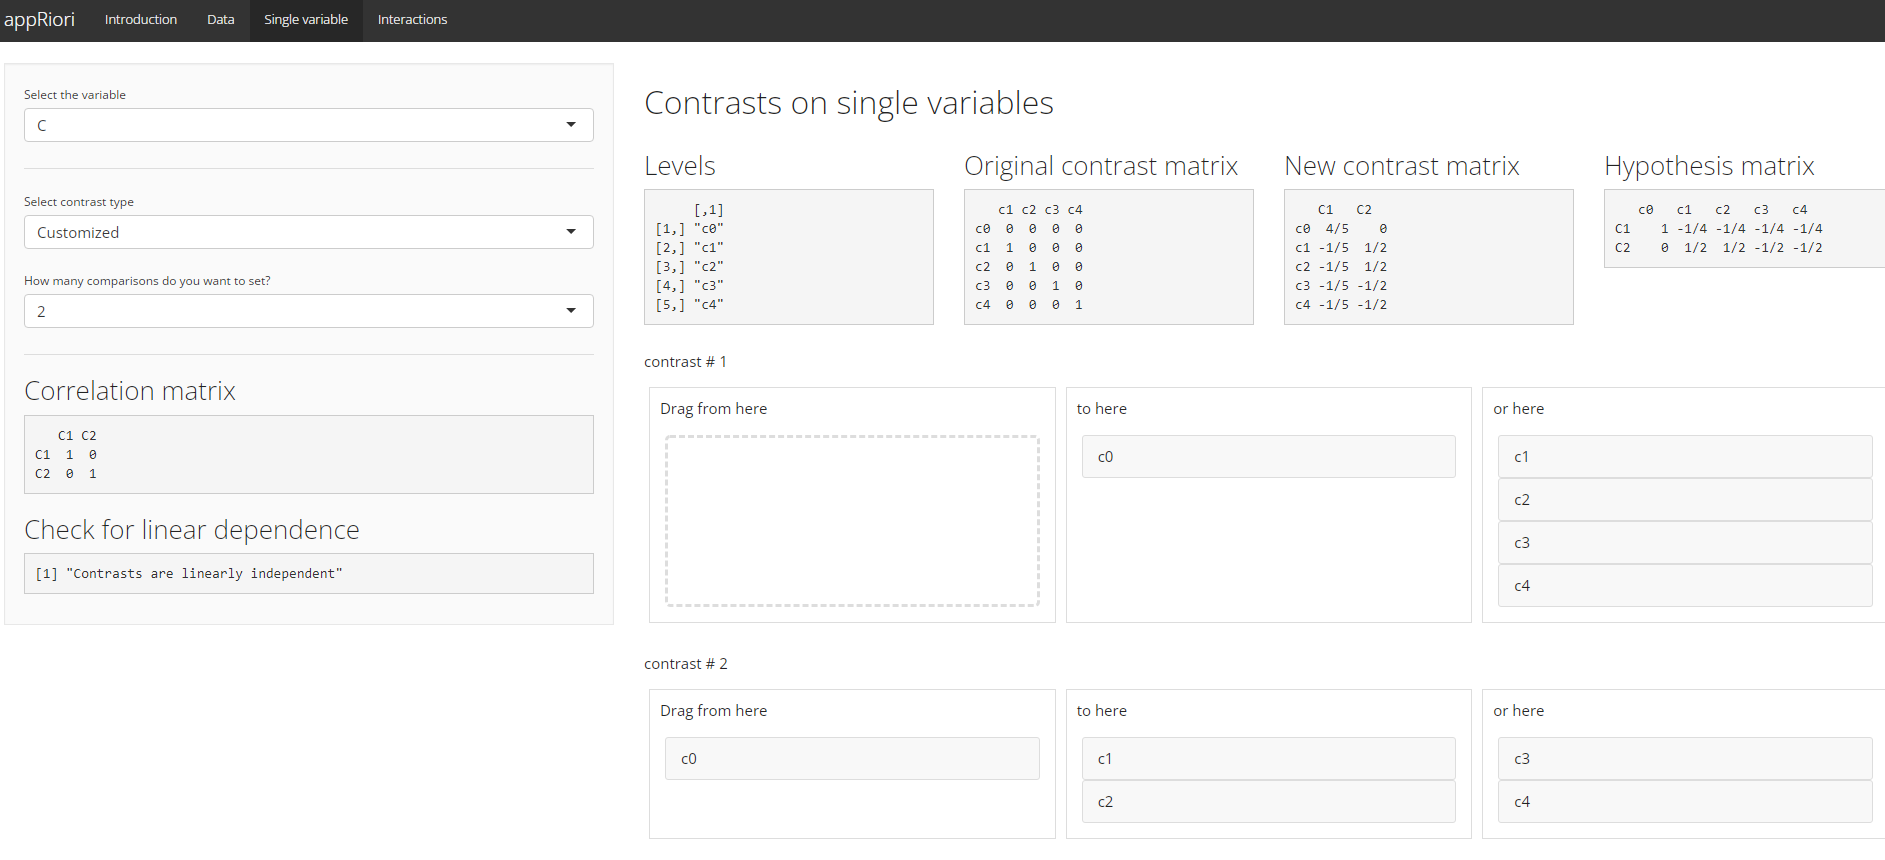 appRiori Introduction Data Single variable Interactions
Select the variable
C
Select contrast type
Customized
How many comparisons do you want to set?
2
Correlation matrix
   C1 C2
C1  1  0
C2  0  1
Check for linear dependence
[1] "Contrasts are linearly independent"
Contrasts on single variables
Levels
     [,1]
[1,] "c0"
[2,] "c1"
[3,] "c2"
[4,] "c3"
[5,] "c4"
Original contrast matrix
   c1 c2 c3 c4
c0  0  0  0  0
c1  1  0  0  0
c2  0  1  0  0
c3  0  0  1  0
c4  0  0  0  1
New contrast matrix
   C1   C2
c0  4/5    0
c1 -1/5  1/2
c2 -1/5  1/2
c3 -1/5 -1/2
c4 -1/5 -1/2
Hypothesis matrix
   c0   c1   c2   c3   c4
C1    1 -1/4 -1/4 -1/4 -1/4
C2    0  1/2  1/2 -1/2 -1/2
contrast # 1
Drag from here
to here
c0
or here
c1
c2
c3
c4
contrast # 2
Drag from here
c0
to here
c1
c2
or here
c3
c4